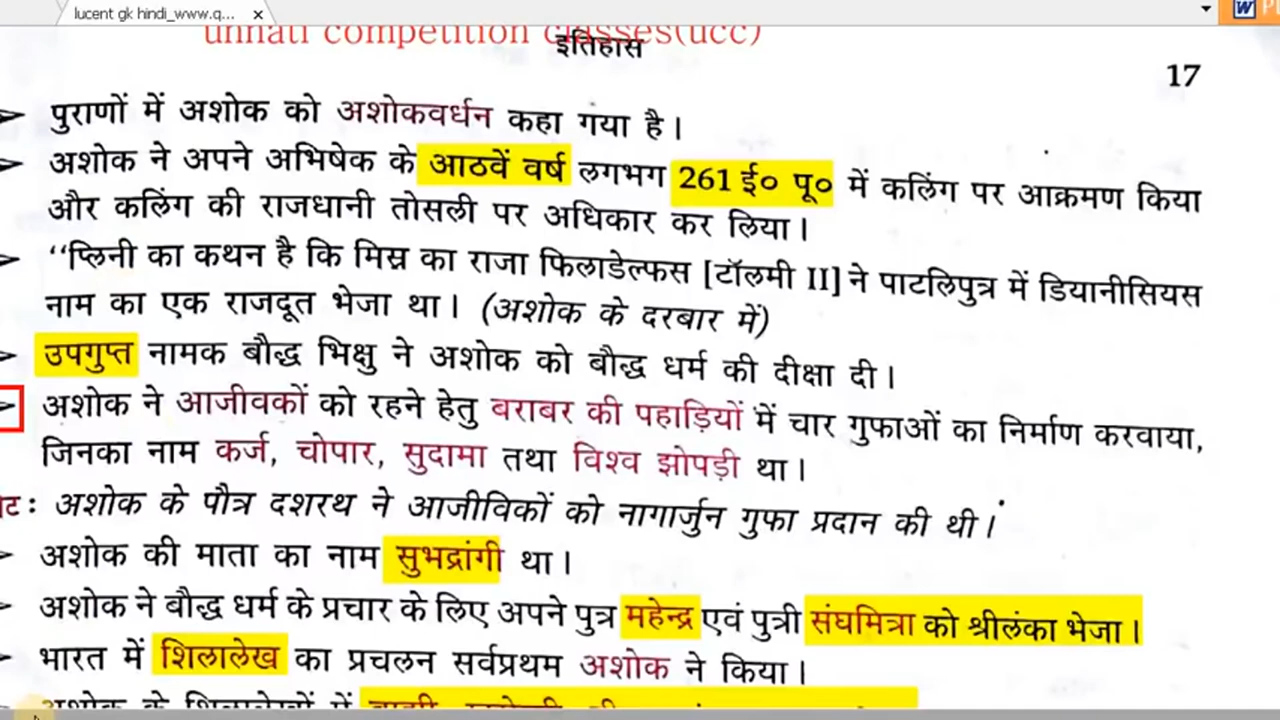 lucent gk hindi_www.q...
unnati competition classes(ucc)
इतिहास
17
पुराणों में अशोक को अशोकवर्धन कहा गया है।
अशोक ने अपने अभिषेक के आठवें वर्ष लगभग 261 ई० पू० में कलिंग पर आक्रमण किया
और कलिंग की राजधानी तोसली पर अधिकार कर लिया।
“प्लिनी का कथन है कि मिस्र का राजा फिलाडेल्फस [टॉलमी II] ने पाटलिपुत्र में डियानीसियस
नाम का एक राजदूत भेजा था। (अशोक के दरबार में)
उपगुप्त नामक बौद्ध भिक्षु ने अशोक को बौद्ध धर्म की दीक्षा दी।
अशोक ने आजीवकों को रहने हेतु बराबर की पहाड़ियों में चार गुफाओं का निर्माण करवाया,
जिनका नाम कर्ज, चोपार, सुदामा तथा विश्व झोपड़ी था।
ट: अशोक के पौत्र दशरथ ने आजीविकों को नागार्जुन गुफा प्रदान की थी।
अशोक की माता का नाम सुभद्रांगी था।
अशोक ने बौद्ध धर्म के प्रचार के लिए अपने पुत्र महेन्द्र एवं पुत्री संघमित्रा को श्रीलंका भेजा।
भारत में शिलालेख का प्रचलन सर्वप्रथम अशोक ने किया।
अशोक के शिलालेखों में